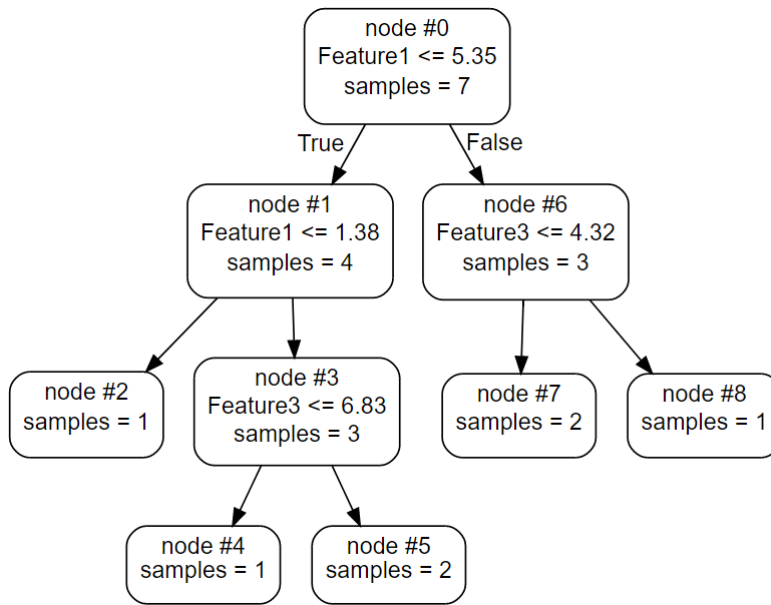 node #0
Feature1 <= 5.35
samples = 7
True
False
node #1
Feature1 <= 1.38
samples = 4
node #6
Feature3 <= 4.32
samples = 3
node #2
samples = 1
node #3
Feature3 <= 6.83
samples = 3
node #7
samples = 2
node #8
samples = 1
node #4
samples = 1
node #5
samples = 2